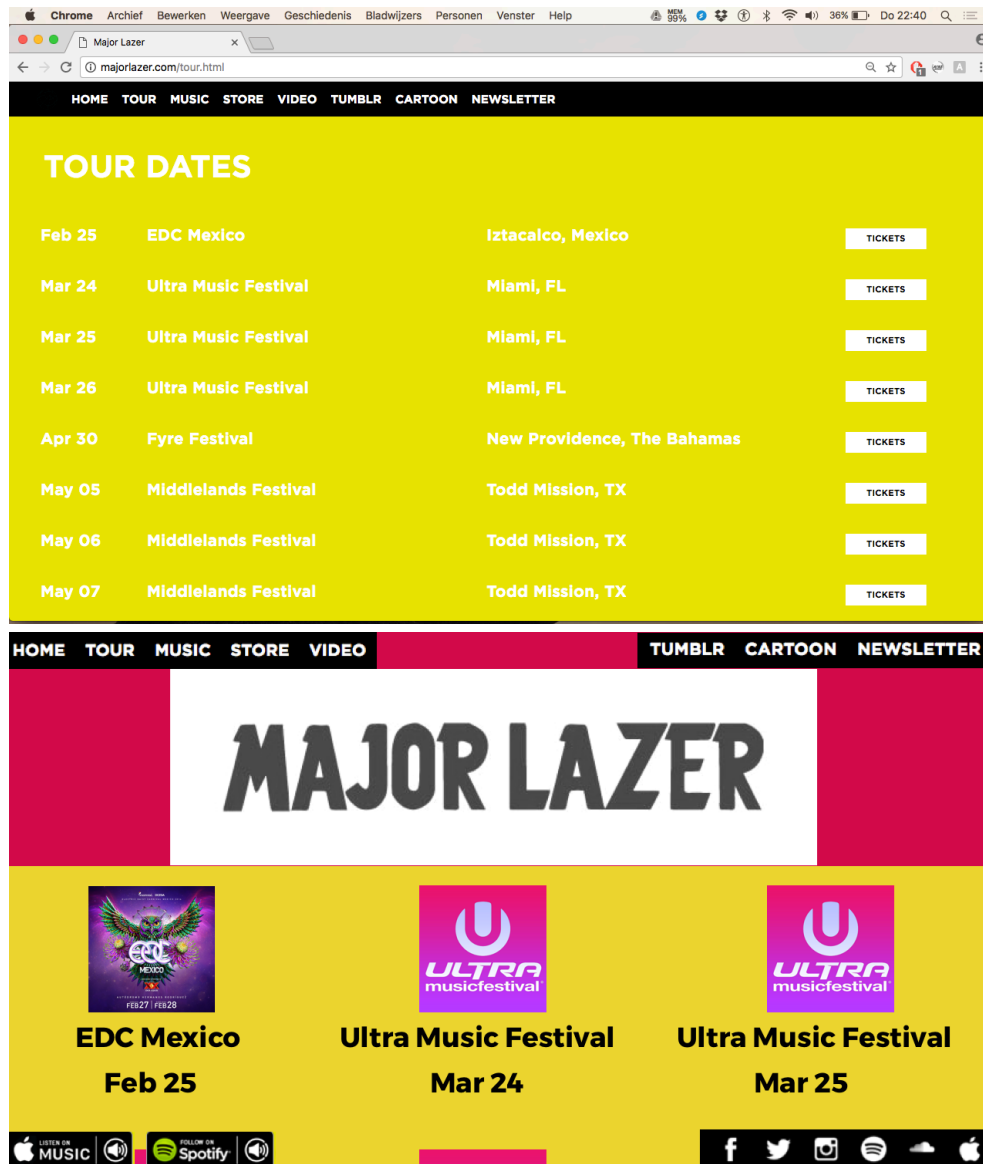 Chrome Archief Bewerken Weergave Geschiedenis Bladwijzers Personen Venster Help MEM 99% 36% Do 22:40
Major Lazer
majorlazer.com/tour.html
HOME TOUR MUSIC STORE VIDEO TUMBLR CARTOON NEWSLETTER
TOUR DATES
Feb 25 EDC Mexico Iztacalco, Mexico TICKETS
Mar 24 Ultra Music Festival Miami, FL TICKETS
Mar 25 Ultra Music Festival Miami, FL TICKETS
Mar 26 Ultra Music Festival Miami, FL TICKETS
Apr 30 Fyre Festival New Providence, The Bahamas TICKETS
May 05 Middlelands Festival Todd Mission, TX TICKETS
May 06 Middlelands Festival Todd Mission, TX TICKETS
May 07 Middlelands Festival Todd Mission, TX TICKETS
HOME TOUR MUSIC STORE VIDEO TUMBLR CARTOON NEWSLETTER
MAJOR LAZER
EDC
MEXICO
FEB27 | FEB28
ULTRA
musicfestival
ULTRA
musicfestival
EDC Mexico Ultra Music Festival Ultra Music Festival
Feb 25 Mar 24 Mar 25
LISTEN ON
MUSIC
FOLLOW ON
Spotify